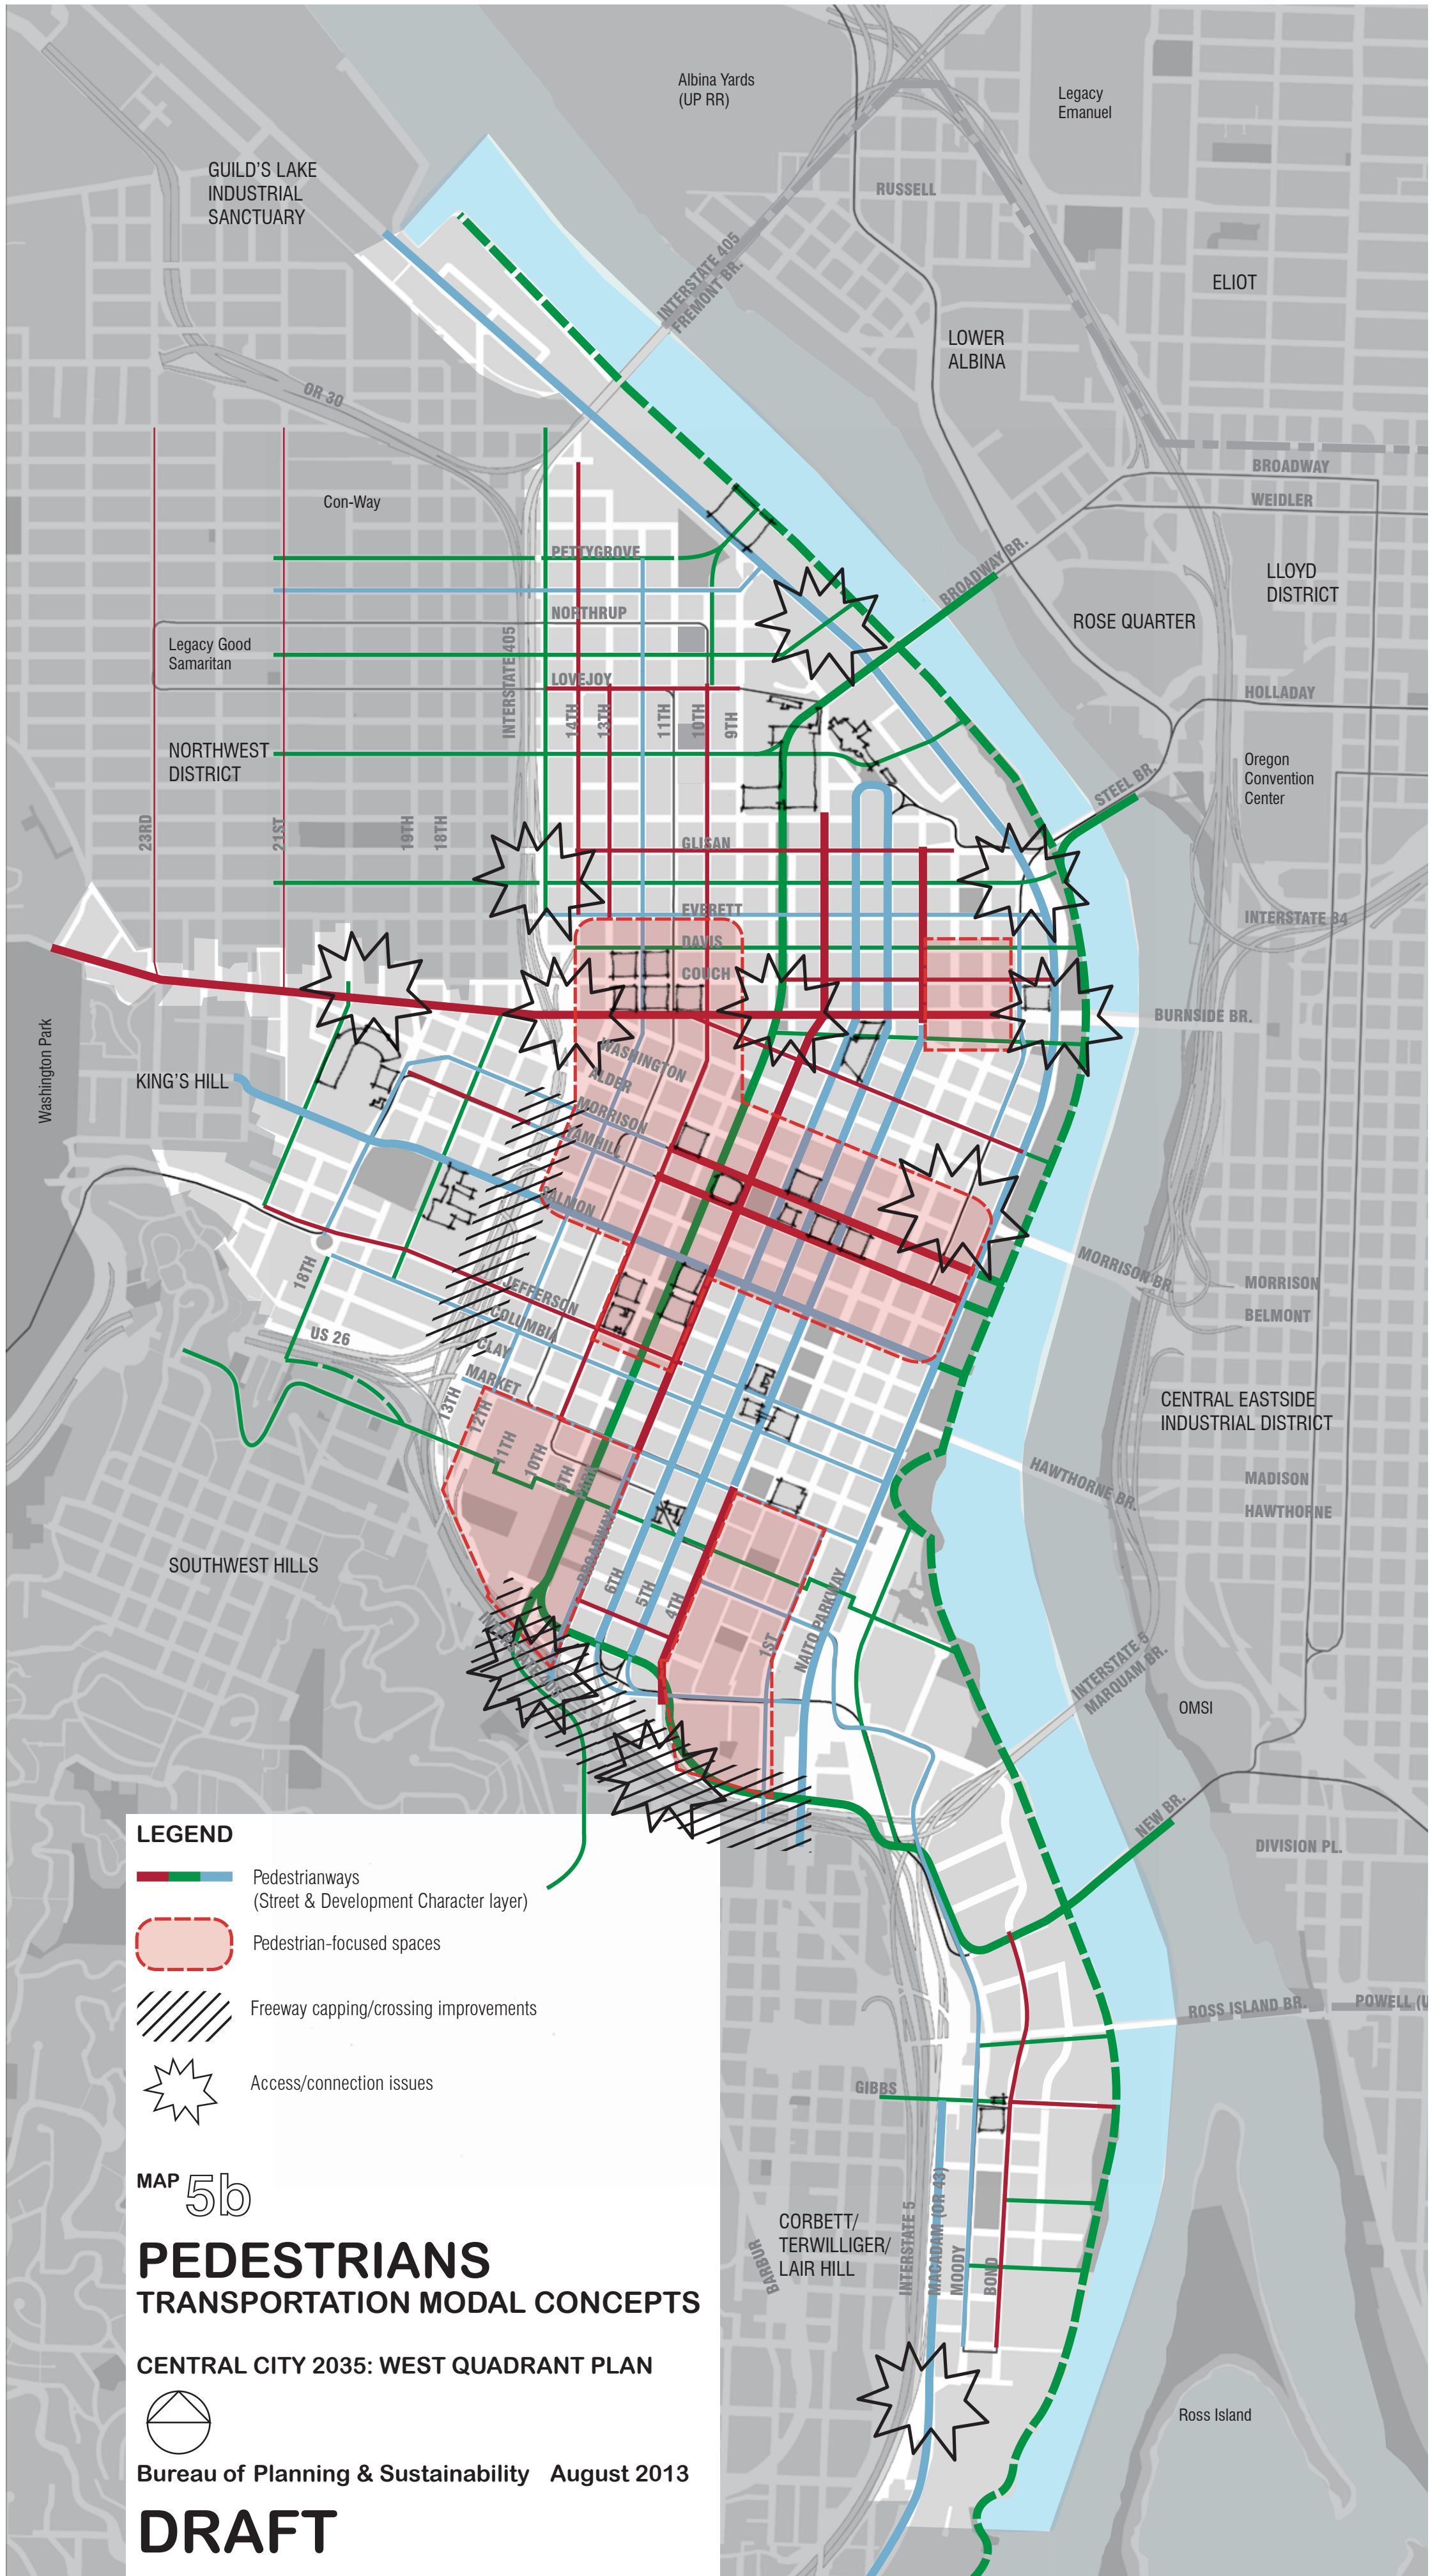 Albina Yards
(UP RR)
Legacy
Emanuel
GUILD'S LAKE
INDUSTRIAL
SANCTUARY
RUSSELL
INTERSTATE 405
FREMONT BR.
ELIOT
LOWER
ALBINA
OR 30
BROADWAY
WEIDLER
Con-Way
PETTYGROVE
BROADWAY BR.
LLOYD
DISTRICT
NORTHRUP
ROSE QUARTER
Legacy Good
Samaritan
INTERSTATE 405
LOVEJOY
HOLLADAY
14TH
13TH
11TH
10TH
9TH
NORTHWEST
DISTRICT
STEEL BR.
Oregon
Convention
Center
23RD
21ST
19TH
18TH
GLISAN
EVERETT
INTERSTATE 84
DAVIS
COUCH
BURNSIDE BR.
Washington Park
KING'S HILL
WASHINGTON
ALDER
MORRISON
YAMHILL
SALMON
MORRISON BR.
MORRISON
BELMONT
18TH
JEFFERSON
COLUMBIA
CLAY
MARKET
US 26
13TH
12TH
11TH
10TH
9TH
PARK
CENTRAL EASTSIDE
INDUSTRIAL DISTRICT
HAWTHORNE BR.
MADISON
HAWTHORNE
SOUTHWEST HILLS
BROADWAY
6TH
5TH
4TH
1ST
NAITO PARKWAY
INTERSTATE 405
INTERSTATE 5
MARQUAM BR.
OMSI
NEW BR.
DIVISION PL.
LEGEND
Pedestrianways
(Street & Development Character layer)
Pedestrian-focused spaces
Freeway capping/crossing improvements
Access/connection issues
ROSS ISLAND BR.
POWELL (U
GIBBS
MAP 5b
PEDESTRIANS
TRANSPORTATION MODAL CONCEPTS
CORBETT/
TERWILLIGER/
LAIR HILL
BARBUR
INTERSTATE 5
MACADAM (OR 43)
MOODY
BOND
CENTRAL CITY 2035: WEST QUADRANT PLAN
Ross Island
Bureau of Planning & Sustainability August 2013
DRAFT